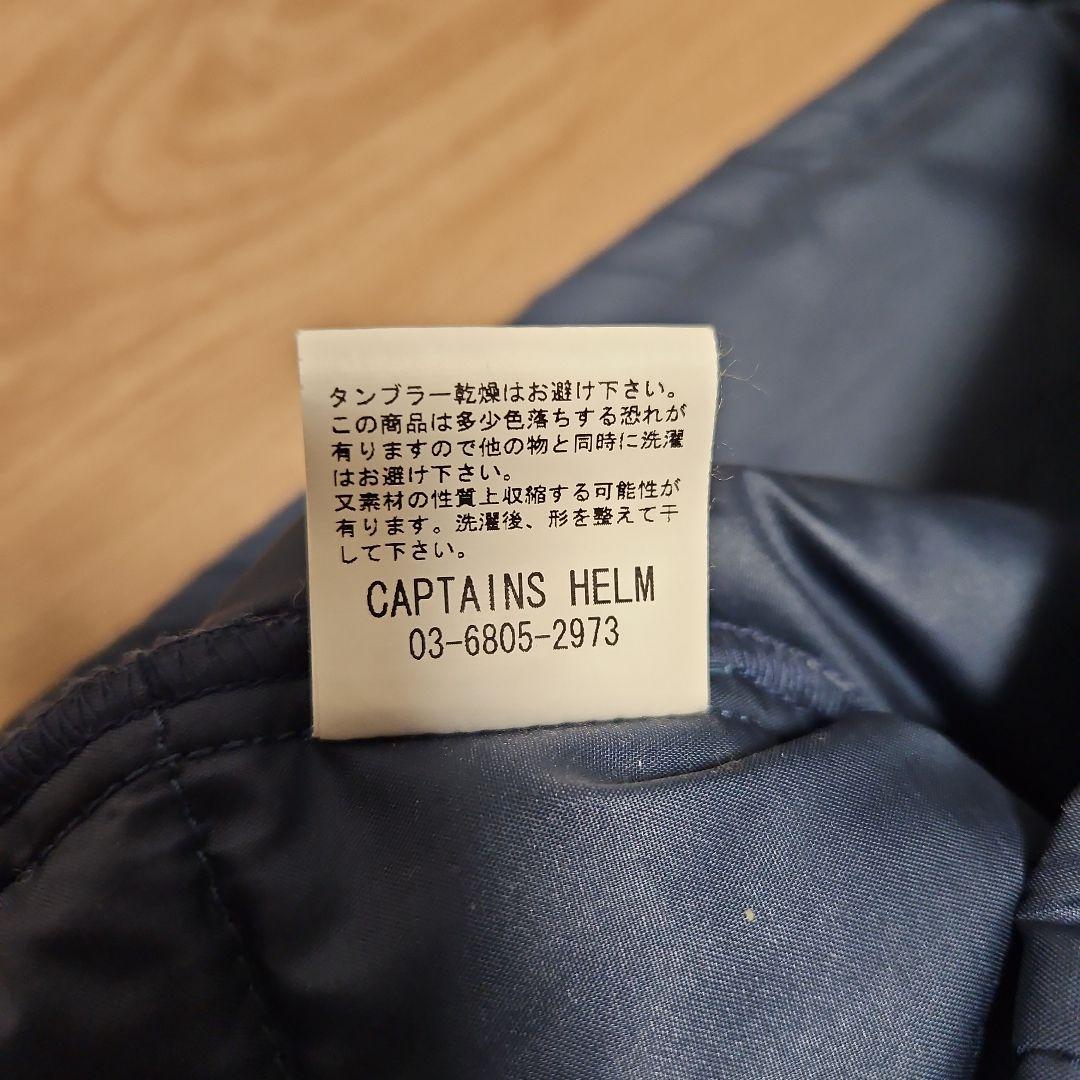 タンブラー乾燥はお避け下さい。
この商品は多少色落ちする恐れが
有りますので他の物と同時に洗濯
はお避け下さい。
又素材の性質上収縮する可能性が
有ります。洗濯後、形を整えて干
して下さい。
CAPTAINS HELM
03-6805-2973